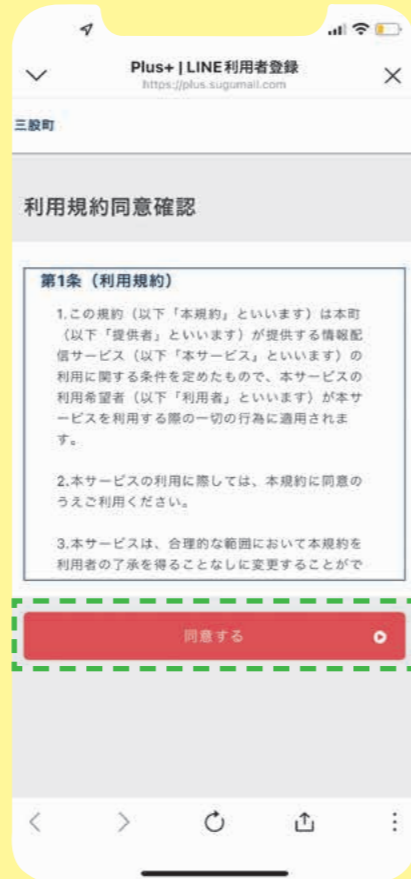 Plus+ | LINE利用者登録
https://plus.sugumail.com
三股町
利用規約同意確認
第1条（利用規約）
1.この規約（以下「本規約」といいます）は本町
（以下「提供者」といいます）が提供する情報配
信サービス（以下「本サービス」といいます）の
利用に関する条件を定めたもので、本サービスの
利用希望者（以下「利用者」といいます）が本サ
ービスを利用する際の一切の行為に適用されま
す。
2.本サービスの利用に際しては、本規約に同意の
うえご利用ください。
3.本サービスは、合理的な範囲において本規約を
利用者の了承を得ることなしに変更することがで
同意する